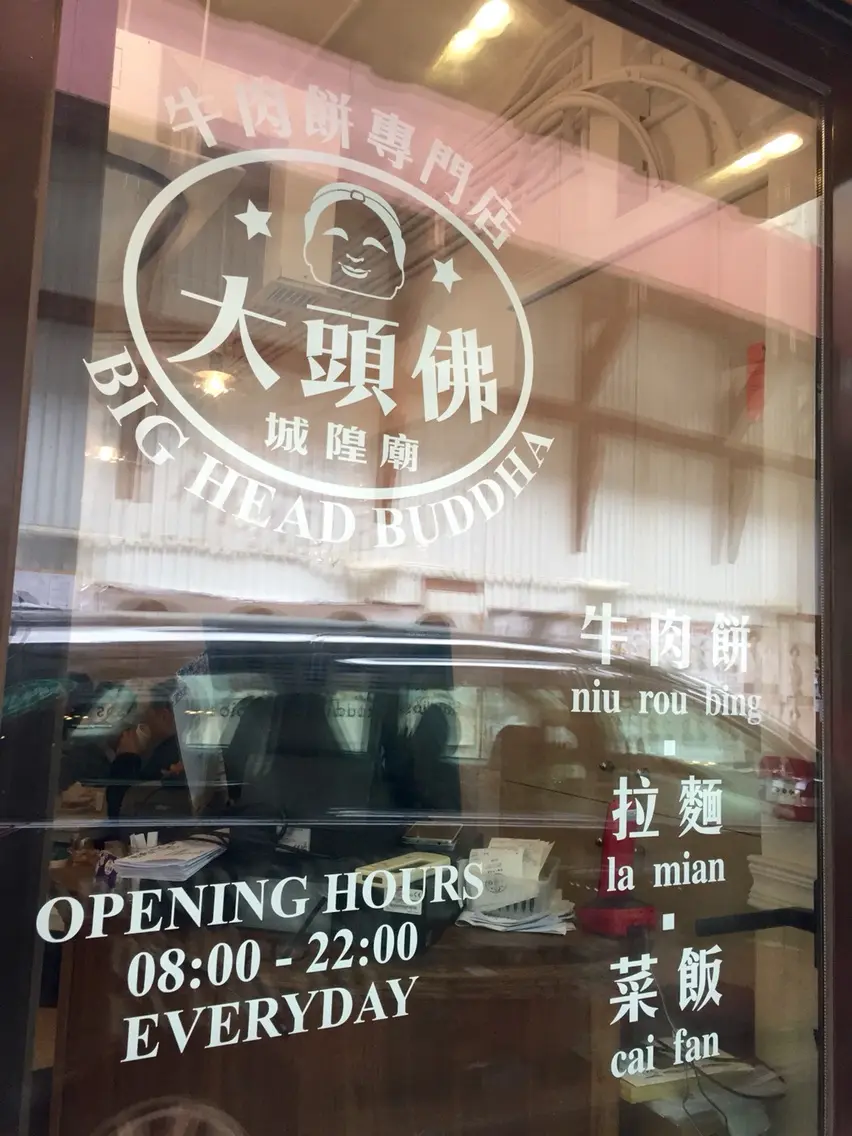 牛肉餅專門店
大頭佛
城隍廟
BIG HEAD BUDDHA
牛肉餅
niu rou bing
拉麵
la mian
菜飯
cai fan
OPENING HOURS
08:00 - 22:00
EVERYDAY